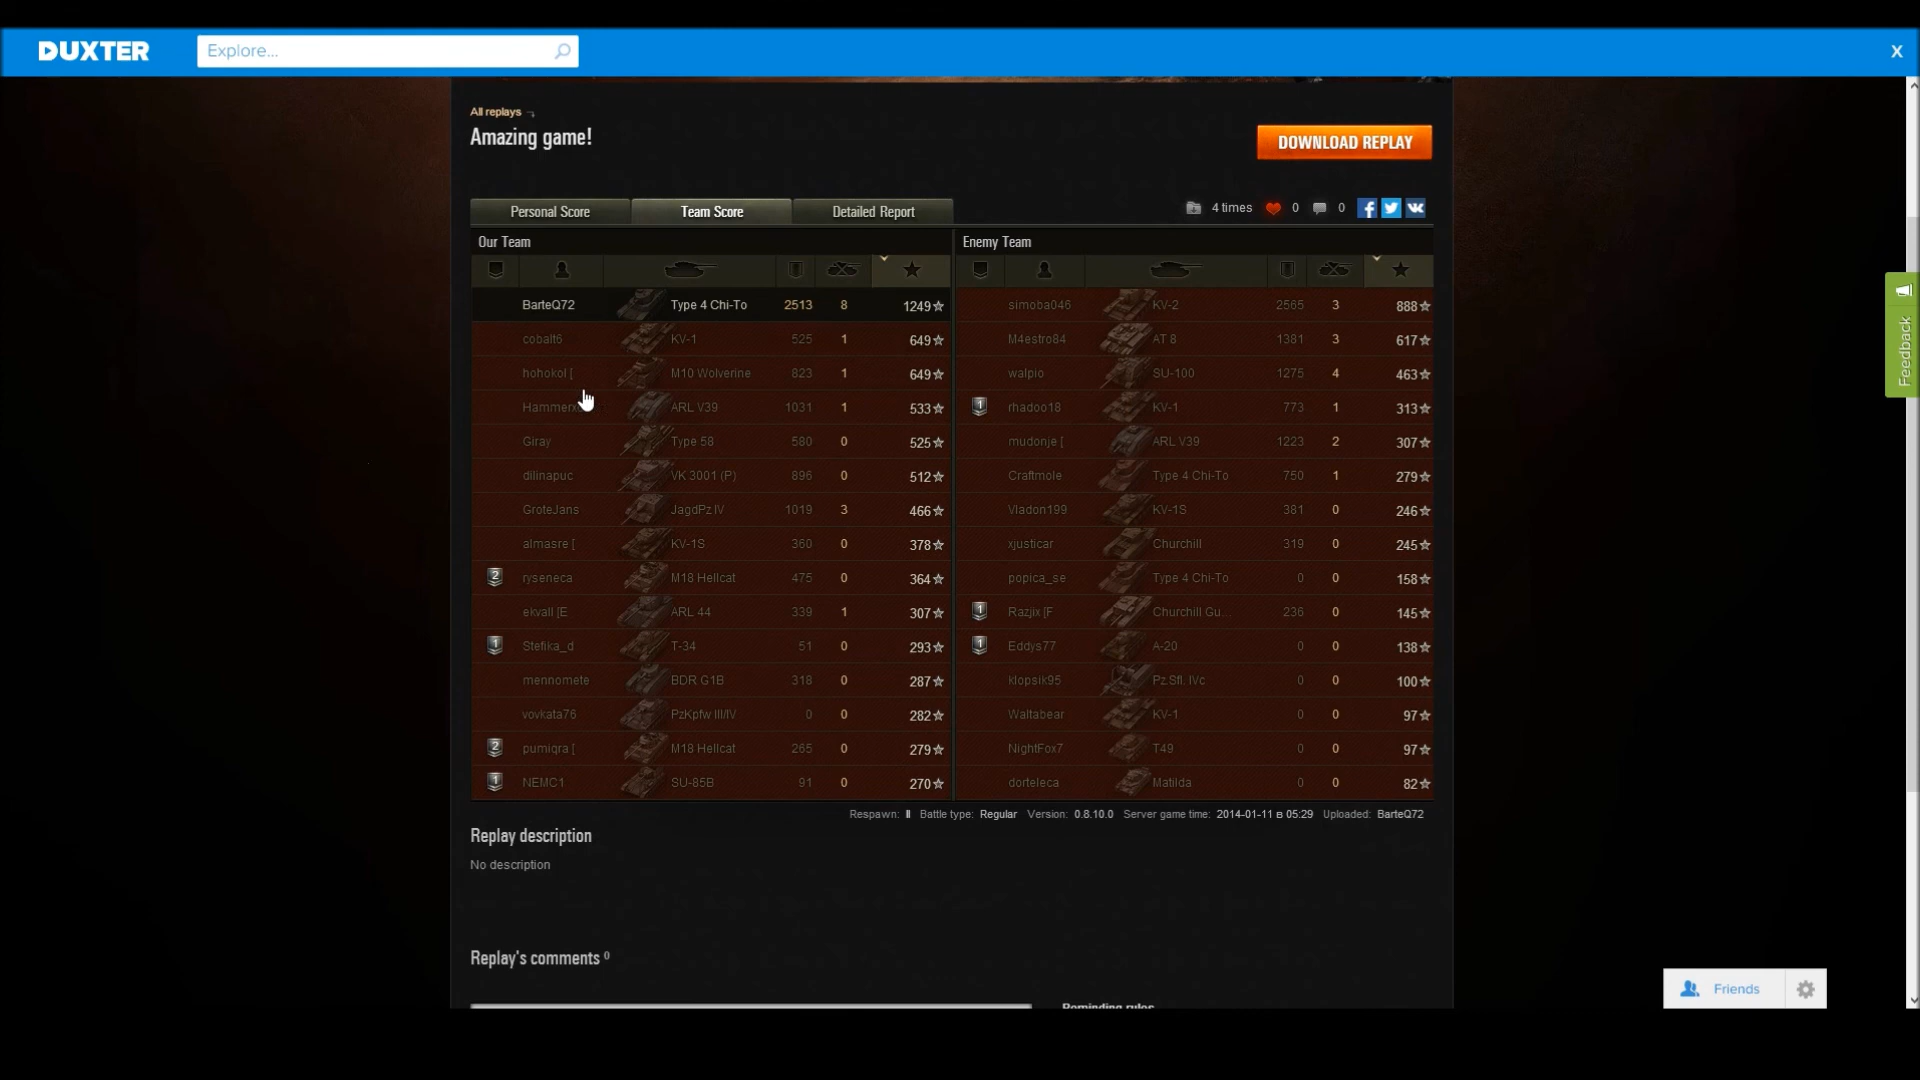 DUXTER
Explore...
X
All replays
Amazing game!
DOWNLOAD REPLAY
Personal Score Team Score Detailed Report
4 times 0 0
Our Team Enemy Team
BarteQ72 Type 4 Chi-To 2513 8 1249 simoba046 KV-2 2565 3 888
cobalt6 KV-1 525 1 649 M4estro84 AT 8 1381 3 617
hohokol [ M10 Wolverine 823 1 649 walpio SU-100 1275 4 463
ARL V39 1031 1 533 1 rhadoo18 KV-1 773 1 313
Giray Type 58 580 0 525 mudonje [ ARL V39 1223 2 307
dilinapuc VK 3001 (P) 896 0 512 Craftmole Type 4 Chi-To 750 1 279
GroteJans JagdPz IV 1019 3 466 Vladon199 KV-1S 381 0 246
almasre [ KV-1S 360 0 378 xjusticar Churchill 319 0 245
2 ryseneca M18 Hellcat 475 0 364 popica_se Type 4 Chi-To 0 0 158
ekvall [E ARL 44 339 1 307 1 Razjix [F Churchill Gu... 236 0 145
1 Stefika_d T-34 51 0 293 1 Eddys77 A-20 0 0 138
mennomete BDR G1B 318 0 287 klopsik95 Pz.Sfl. IVc 0 0 100
vovkata76 PzKpfw III/IV 0 0 282 Waltabear KV-1 0 0 97
2 pumiqra [ M18 Hellcat 265 0 279 NightFox7 T49 0 0 97
1 NEMC1 SU-85B 91 0 270 dorteleca Matilda 0 0 82
Respawn: II Battle type: Regular Version: 0.8.10.0 Server game time: 2014-01-11 в 05:29 Uploaded: BarteQ72
Replay description
No description
Replay's comments 0
Reminding rules
Feedback
Friends